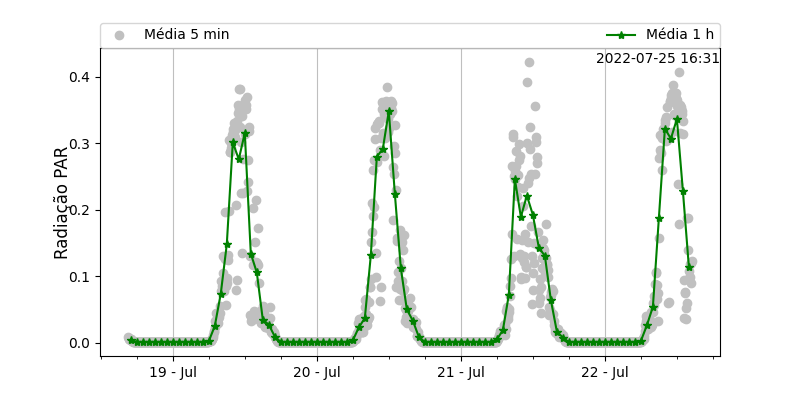 Média 5 min
Média 1 h
2022-07-25 16:31
Radiação PAR
0.4
0.3
0.2
0.1
0.0
19 - Jul
20 - Jul
21 - Jul
22 - Jul